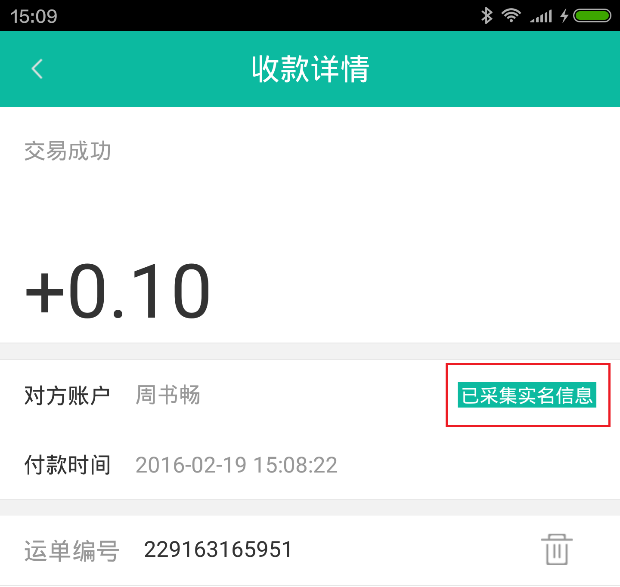 15:09
收款详情
交易成功
+0.10
对方账户 周书畅 已采集实名信息
付款时间 2016-02-19 15:08:22
运单编号 229163165951